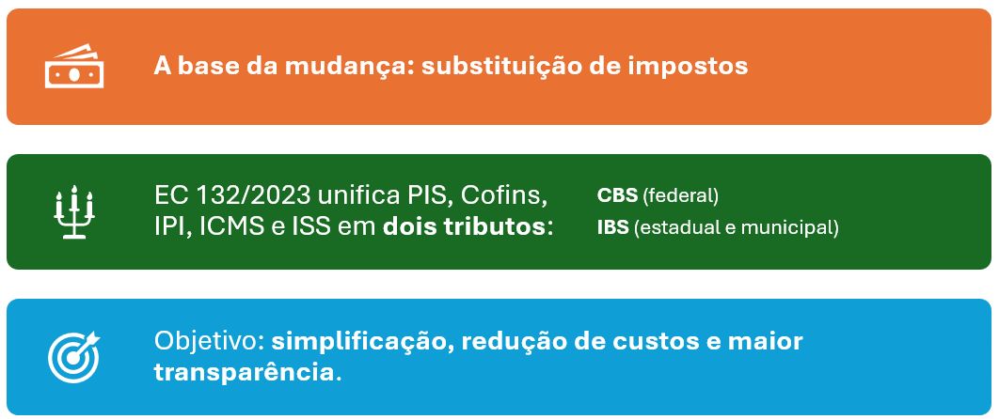 A base da mudança: substituição de impostos
EC 132/2023 unifica PIS, Cofins,
IPI, ICMS e ISS em dois tributos:
CBS (federal)
IBS (estadual e municipal)
Objetivo: simplificação, redução de custos e maior
transparência.